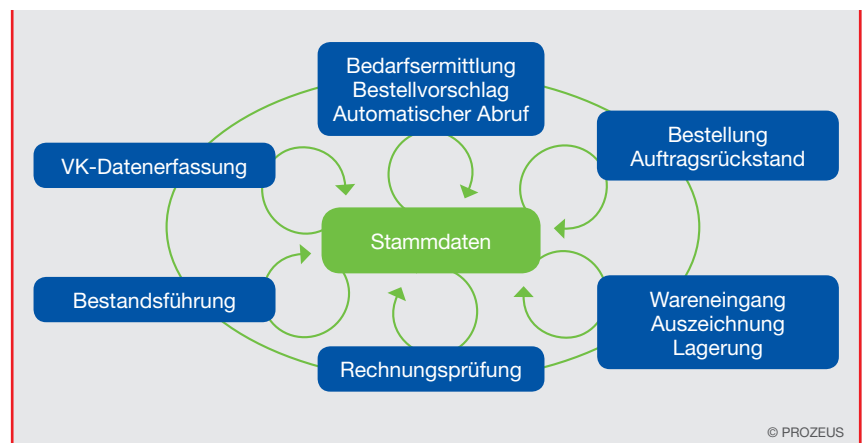 Bedarfsermittlung
Bestellvorschlag
Automatischer Abruf
Bestellung
Auftragsrückstand
VK-Datenerfassung
Stammdaten
Bestandsführung
Wareneingang
Auszeichnung
Lagerung
Rechnungsprüfung
© PROZEUS